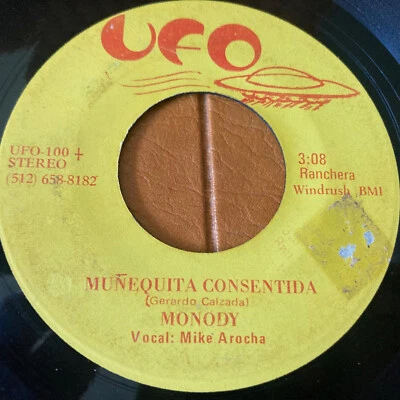 UFO
UFO-100 +
STEREO
(512) 658-8182
3:08
Ranchera
Windrush BMI
MUÑEQUITA CONSENTIDA
(Gerardo Calzada)
MONODY
Vocal: Mike Arocha